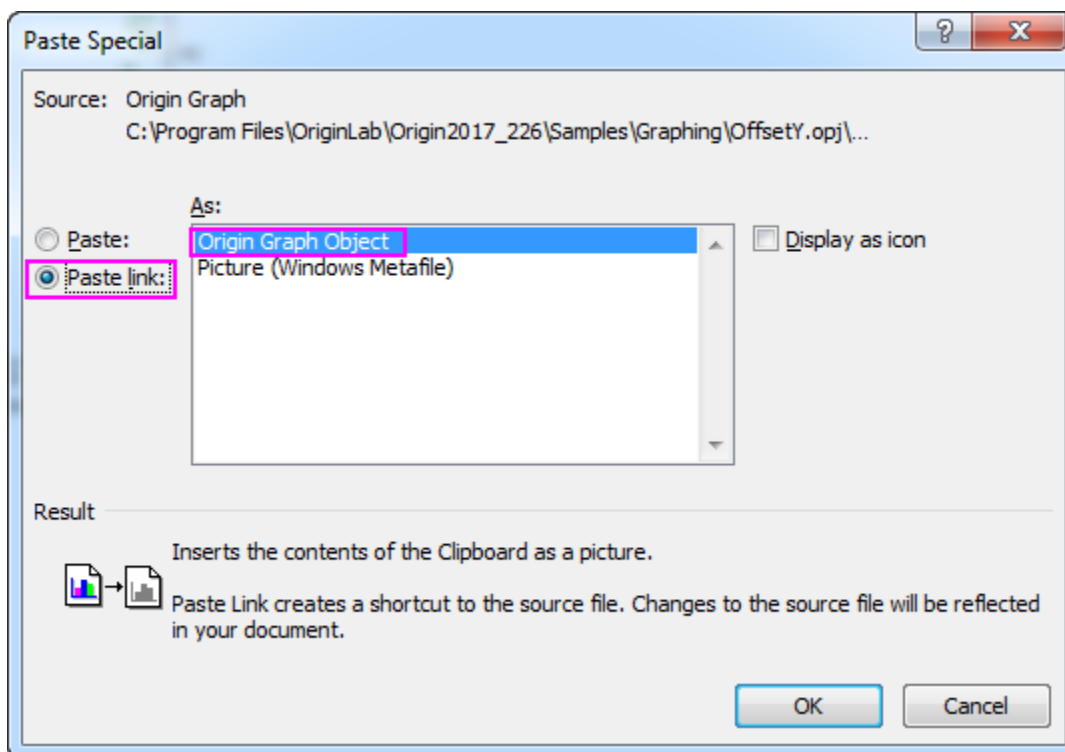 Paste Special
Source: Origin Graph
C:\Program Files\OriginLab\Origin2017_226\Samples\Graphing\OffsetY.opj\...
As:
Paste:
Origin Graph Object
Display as icon
Paste link:
Picture (Windows Metafile)
Result
Inserts the contents of the Clipboard as a picture.
Paste Link creates a shortcut to the source file. Changes to the source file will be reflected
in your document.
OK
Cancel